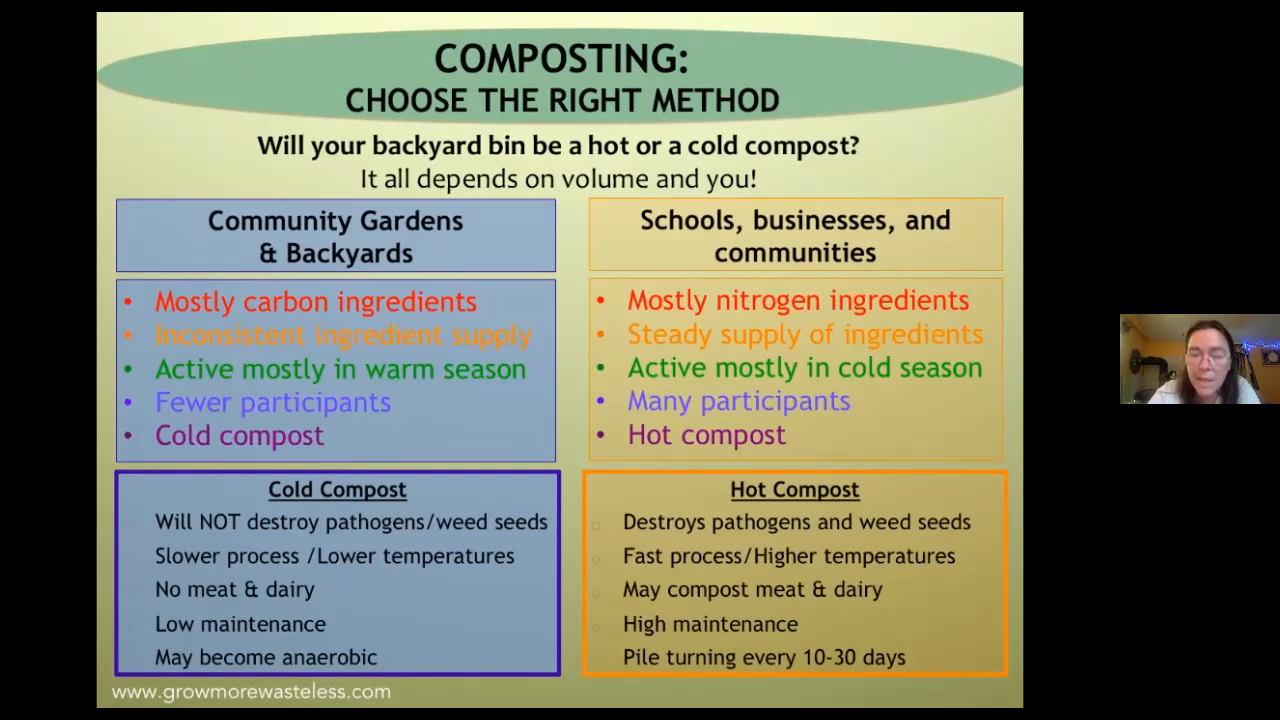 COMPOSTING:
CHOOSE THE RIGHT METHOD
Will your backyard bin be a hot or a cold compost?
It all depends on volume and you!
Community Gardens
& Backyards
• Mostly carbon ingredients
• Inconsistent ingredient supply
• Active mostly in warm season
• Fewer participants
• Cold compost
Schools, businesses, and
communities
• Mostly nitrogen ingredients
• Steady supply of ingredients
• Active mostly in cold season
• Many participants
• Hot compost
Cold Compost
Will NOT destroy pathogens/weed seeds
Slower process /Lower temperatures
No meat & dairy
Low maintenance
May become anaerobic
Hot Compost
Destroys pathogens and weed seeds
Fast process/Higher temperatures
May compost meat & dairy
High maintenance
Pile turning every 10-30 days
www.growmorewasteless.com